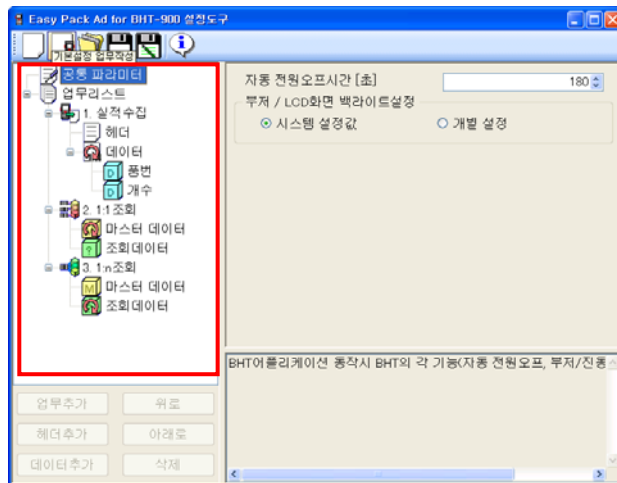 Easy Pack Ad for BHT-900 설정도구
기본설정 업무작성
공통 파라미터
업무리스트
1. 실적수집
헤더
데이터
품번
개수
2. 1:1조회
마스터 데이터
조회데이터
3. 1:n조회
마스터 데이터
조회데이터
업무추가 위로
헤더추가 아래로
데이터추가 삭제
자동 전원오프시간 [초] 180
부저 / LCD화면 백라이트설정
시스템 설정값 개별 설정
BHT어플리케이션 동작시 BHT의 각 기능(자동 전원오프, 부저/진동